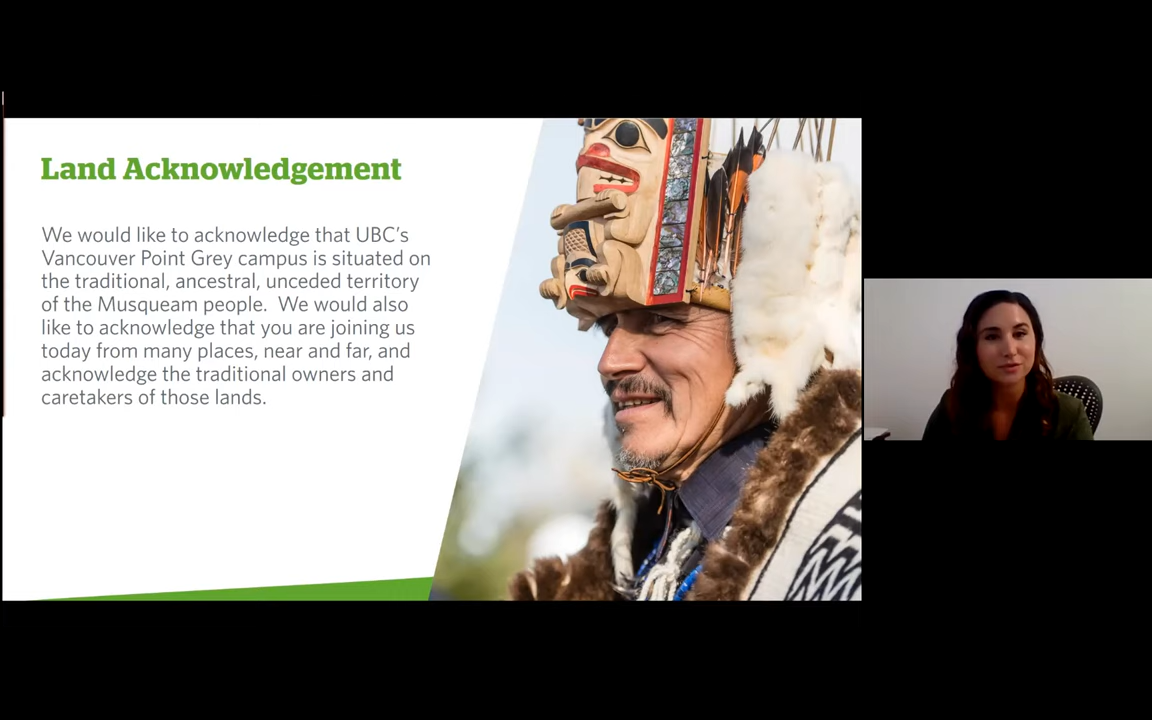 Land Acknowledgement
We would like to acknowledge that UBC’s
Vancouver Point Grey campus is situated on
the traditional, ancestral, unceded territory
of the Musqueam people.  We would also
like to acknowledge that you are joining us
today from many places, near and far, and
acknowledge the traditional owners and
caretakers of those lands.